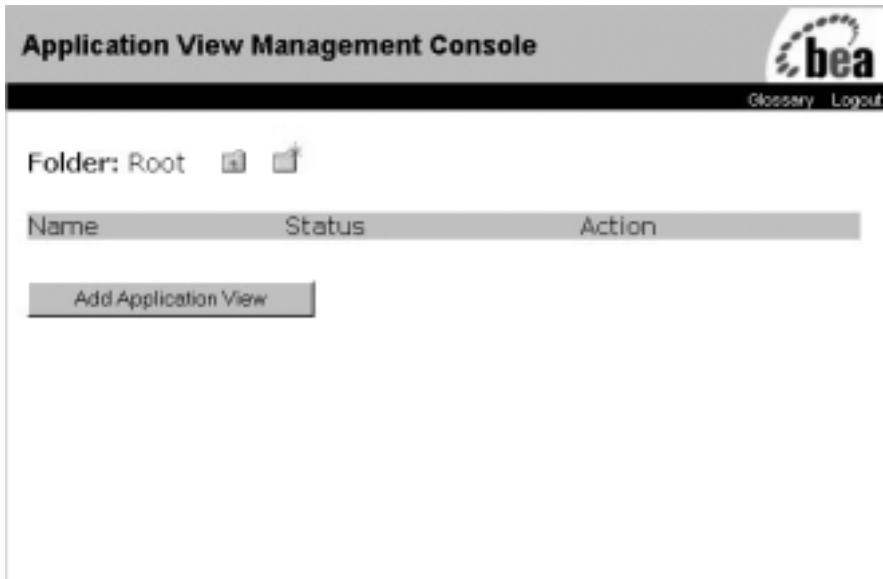 Application View Management Console
bea
Glossary Logout
Folder: Root
Name Status Action
Add Application View